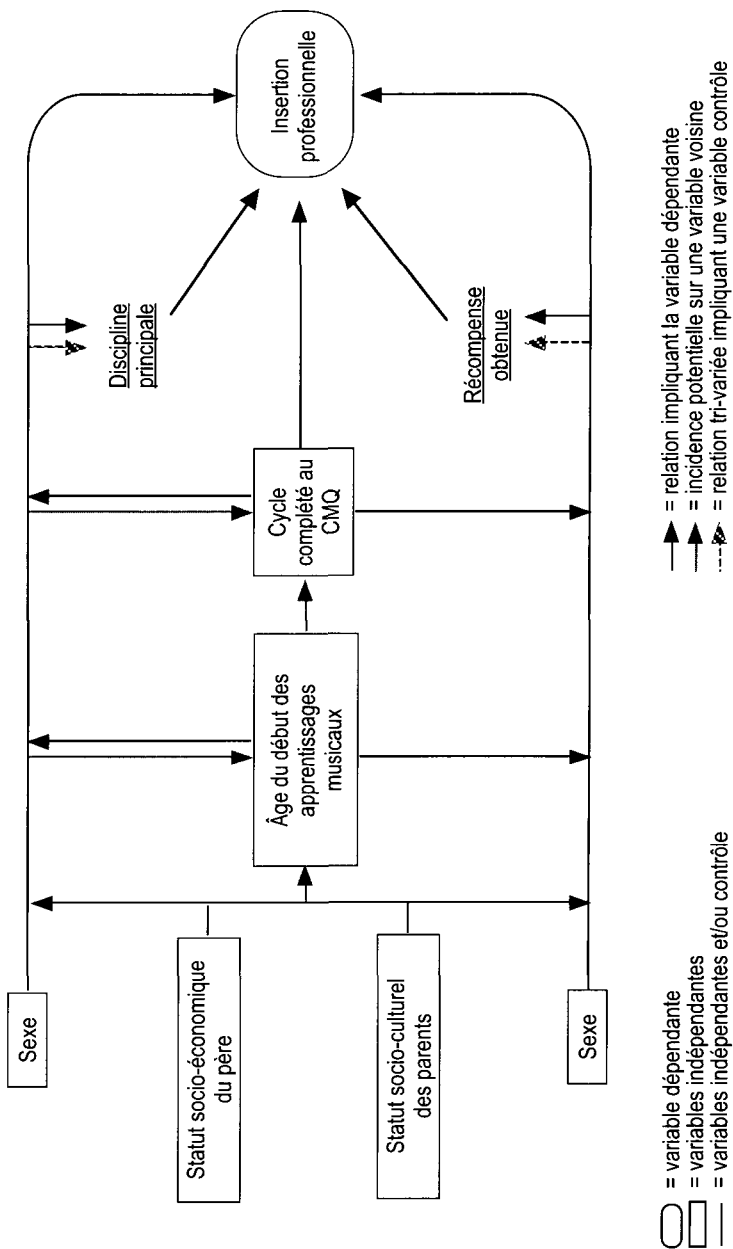 Sexe
Statut socio-économique
du père
Statut socio-culturel
des parents
Sexe
Âge du début des
apprentissages
musicaux
Cycle
complété au
CMQ
Discipline
principale
Récompense
obtenue
Insertion
professionnelle
= variable dépendante
= variables indépendantes
= variables indépendantes et/ou contrôle
= relation impliquant la variable dépendante
= incidence potentielle sur une variable voisine
= relation tri-variée impliquant une variable contrôle